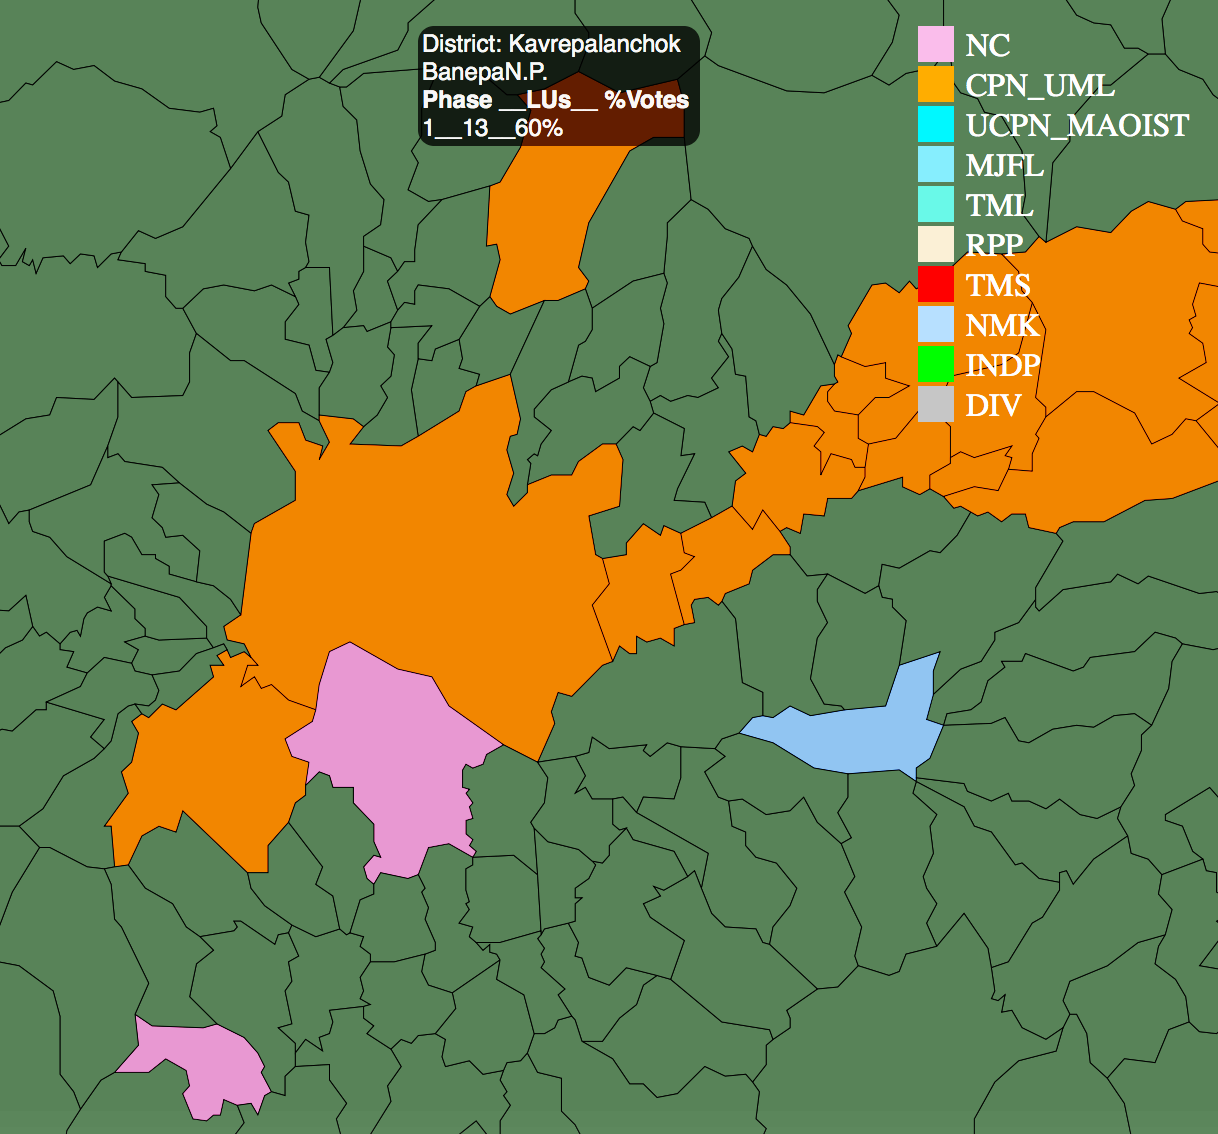 District: Kavrepalanchok
BanepaN.P.
Phase __LUs__ %Votes
1__13__60%
NC
CPN_UML
UCPN_MAOIST
MJFL
TML
RPP
TMS
NMK
INDP
DIV